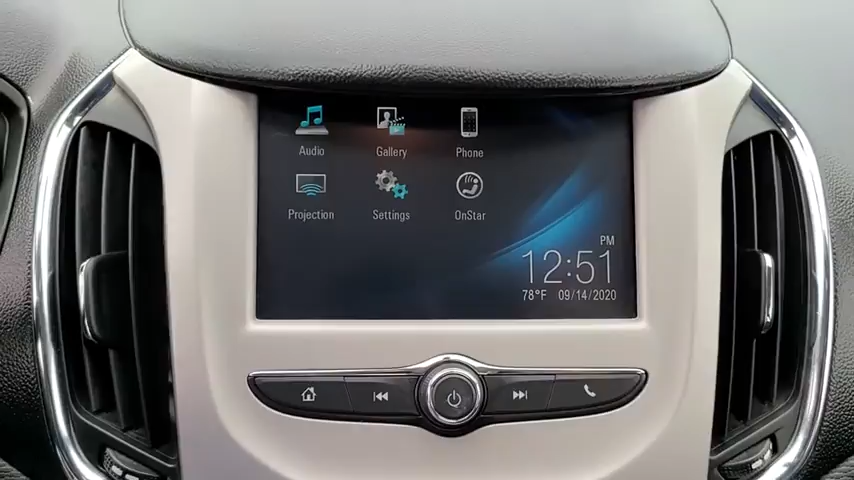 Audio
Gallery
Phone
Projection
Settings
OnStar
PM
12:51
78°F 09/14/2020